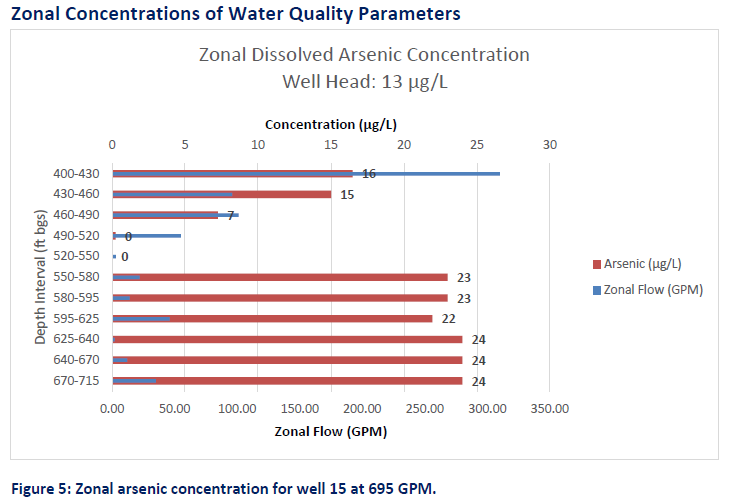 Zonal Concentrations of Water Quality Parameters
Zonal Dissolved Arsenic Concentration
Well Head: 13 µg/L
Concentration (µg/L)
0 5 10 15 20 25 30
Depth Interval (ft bgs)
400-430 16
430-460 15
460-490 7
490-520 0
520-550 0
550-580 23
580-595 23
595-625 22
625-640 24
640-670 24
670-715 24
Arsenic (µg/L)
Zonal Flow (GPM)
0.00 50.00 100.00 150.00 200.00 250.00 300.00 350.00
Zonal Flow (GPM)
Figure 5: Zonal arsenic concentration for well 15 at 695 GPM.